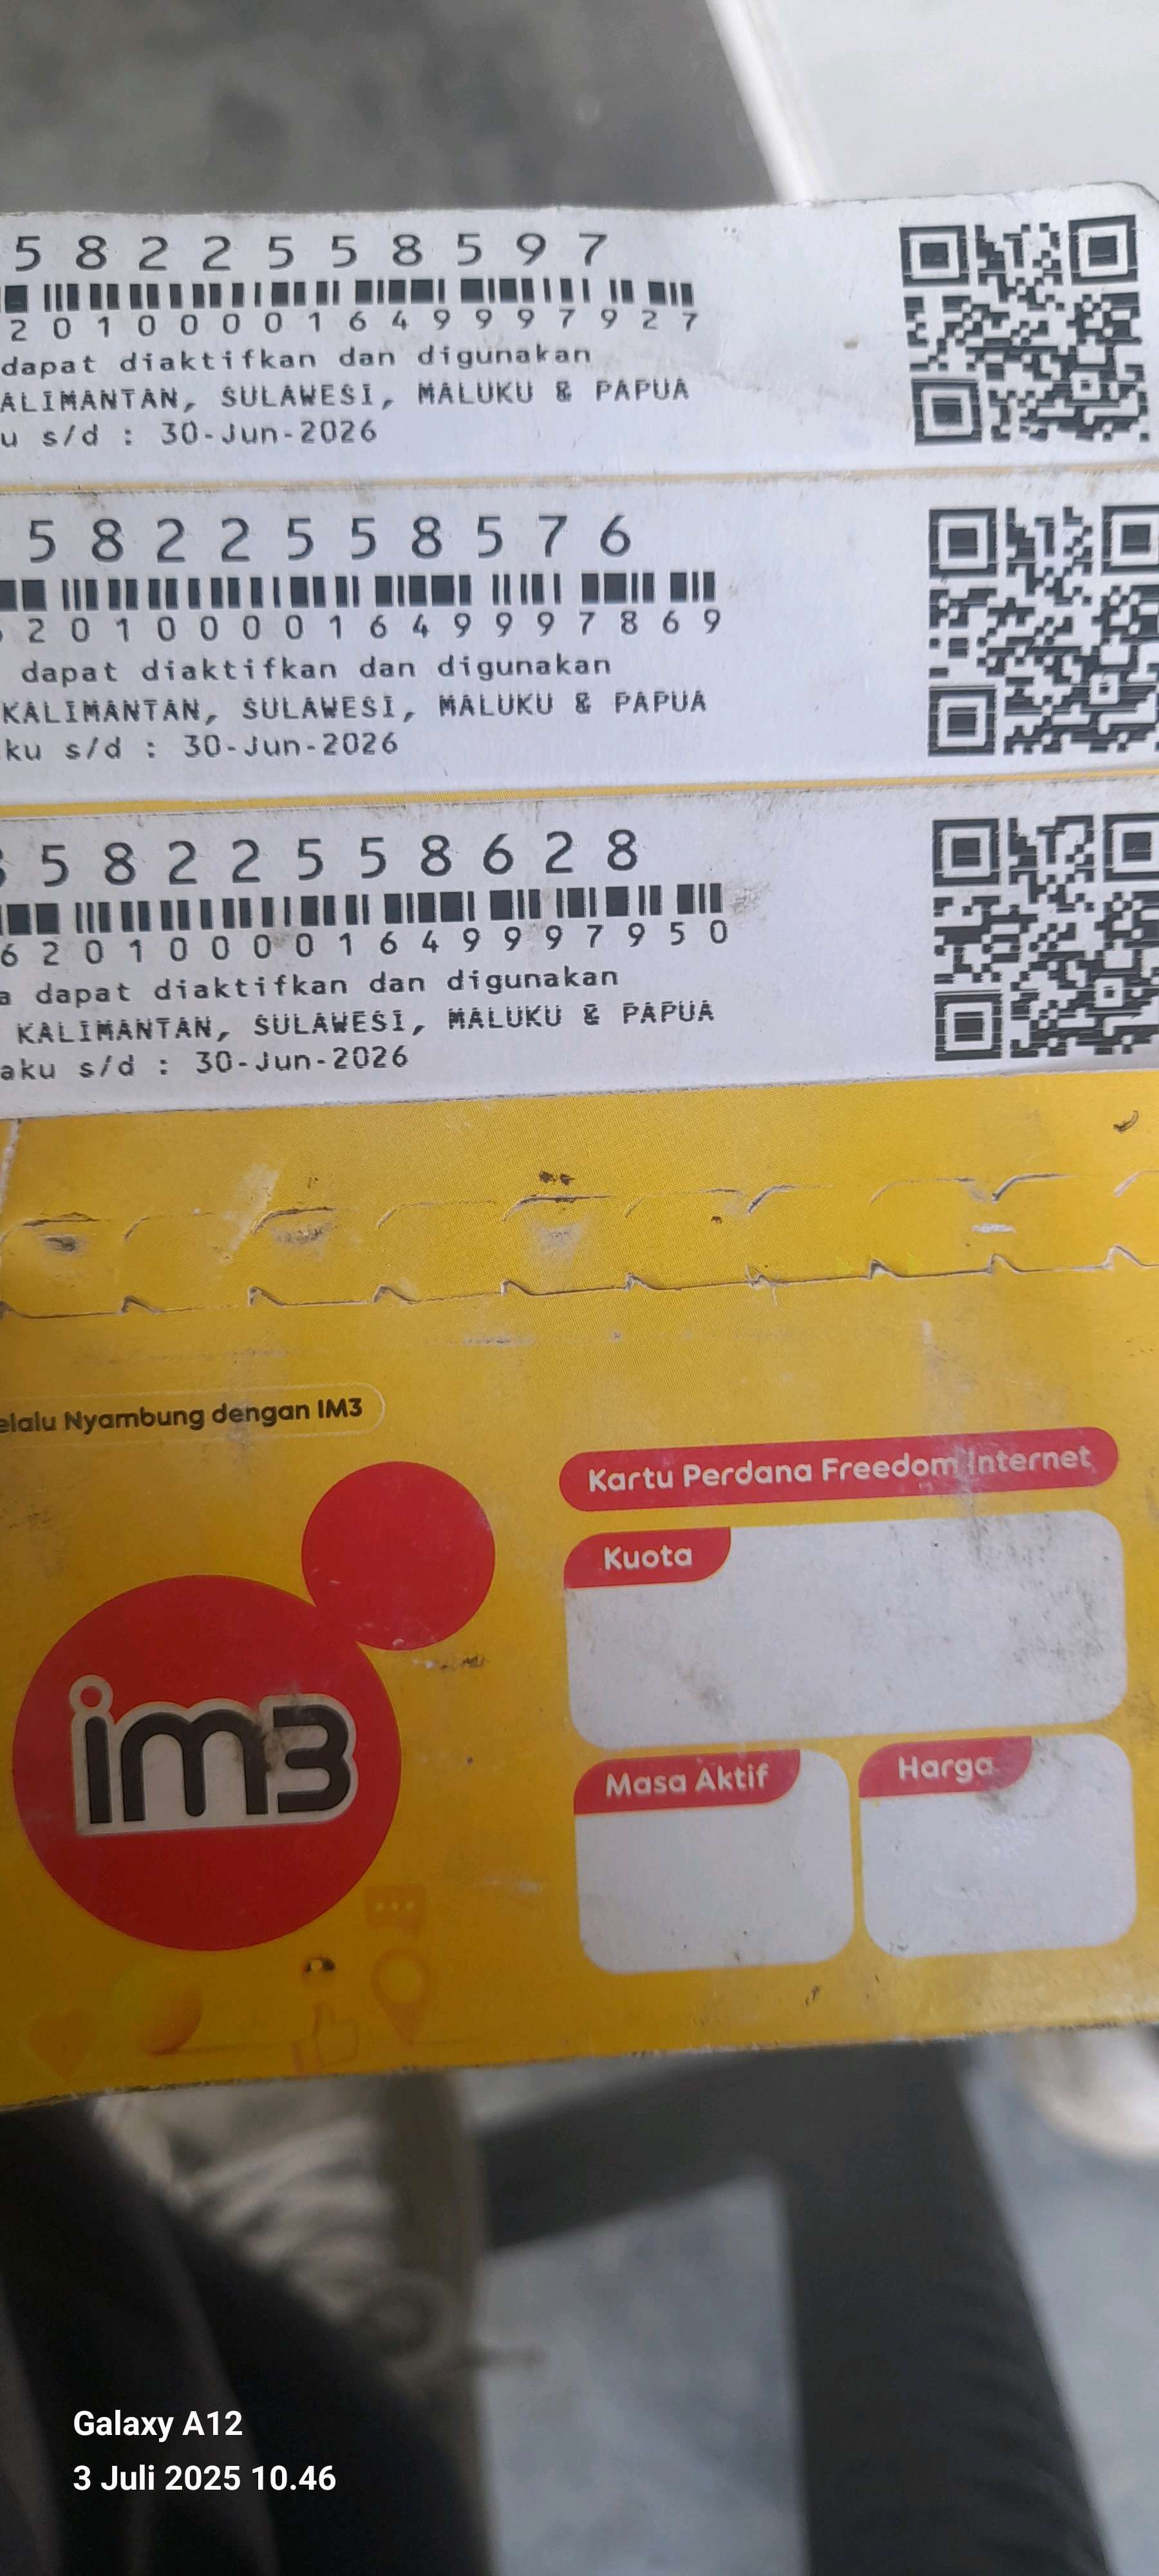 58222558597
20100001649997927
dapat diaktifkan dan digunakan
ALIMANTAN, SULAWESI, MALUKU & PAPUA
u s/d : 30-Jun-2026
5822558576
20100001649997869
dapat diaktifkan dan digunakan
KALIMANTAN, SULAWESI, MALUKU & PAPUA
ku s/d : 30-Jun-2026
5822558628
620100001649997950
a dapat diaktifkan dan digunakan
KALIMANTAN, SULAWESI, MALUKU & PAPUA
aku s/d : 30-Jun-2026
elalu Nyambung dengan IM3
Kartu Perdana Freedom Internet
Kuota
im3
Masa Aktif
Harga
Galaxy A12
3 Juli 2025 10.46